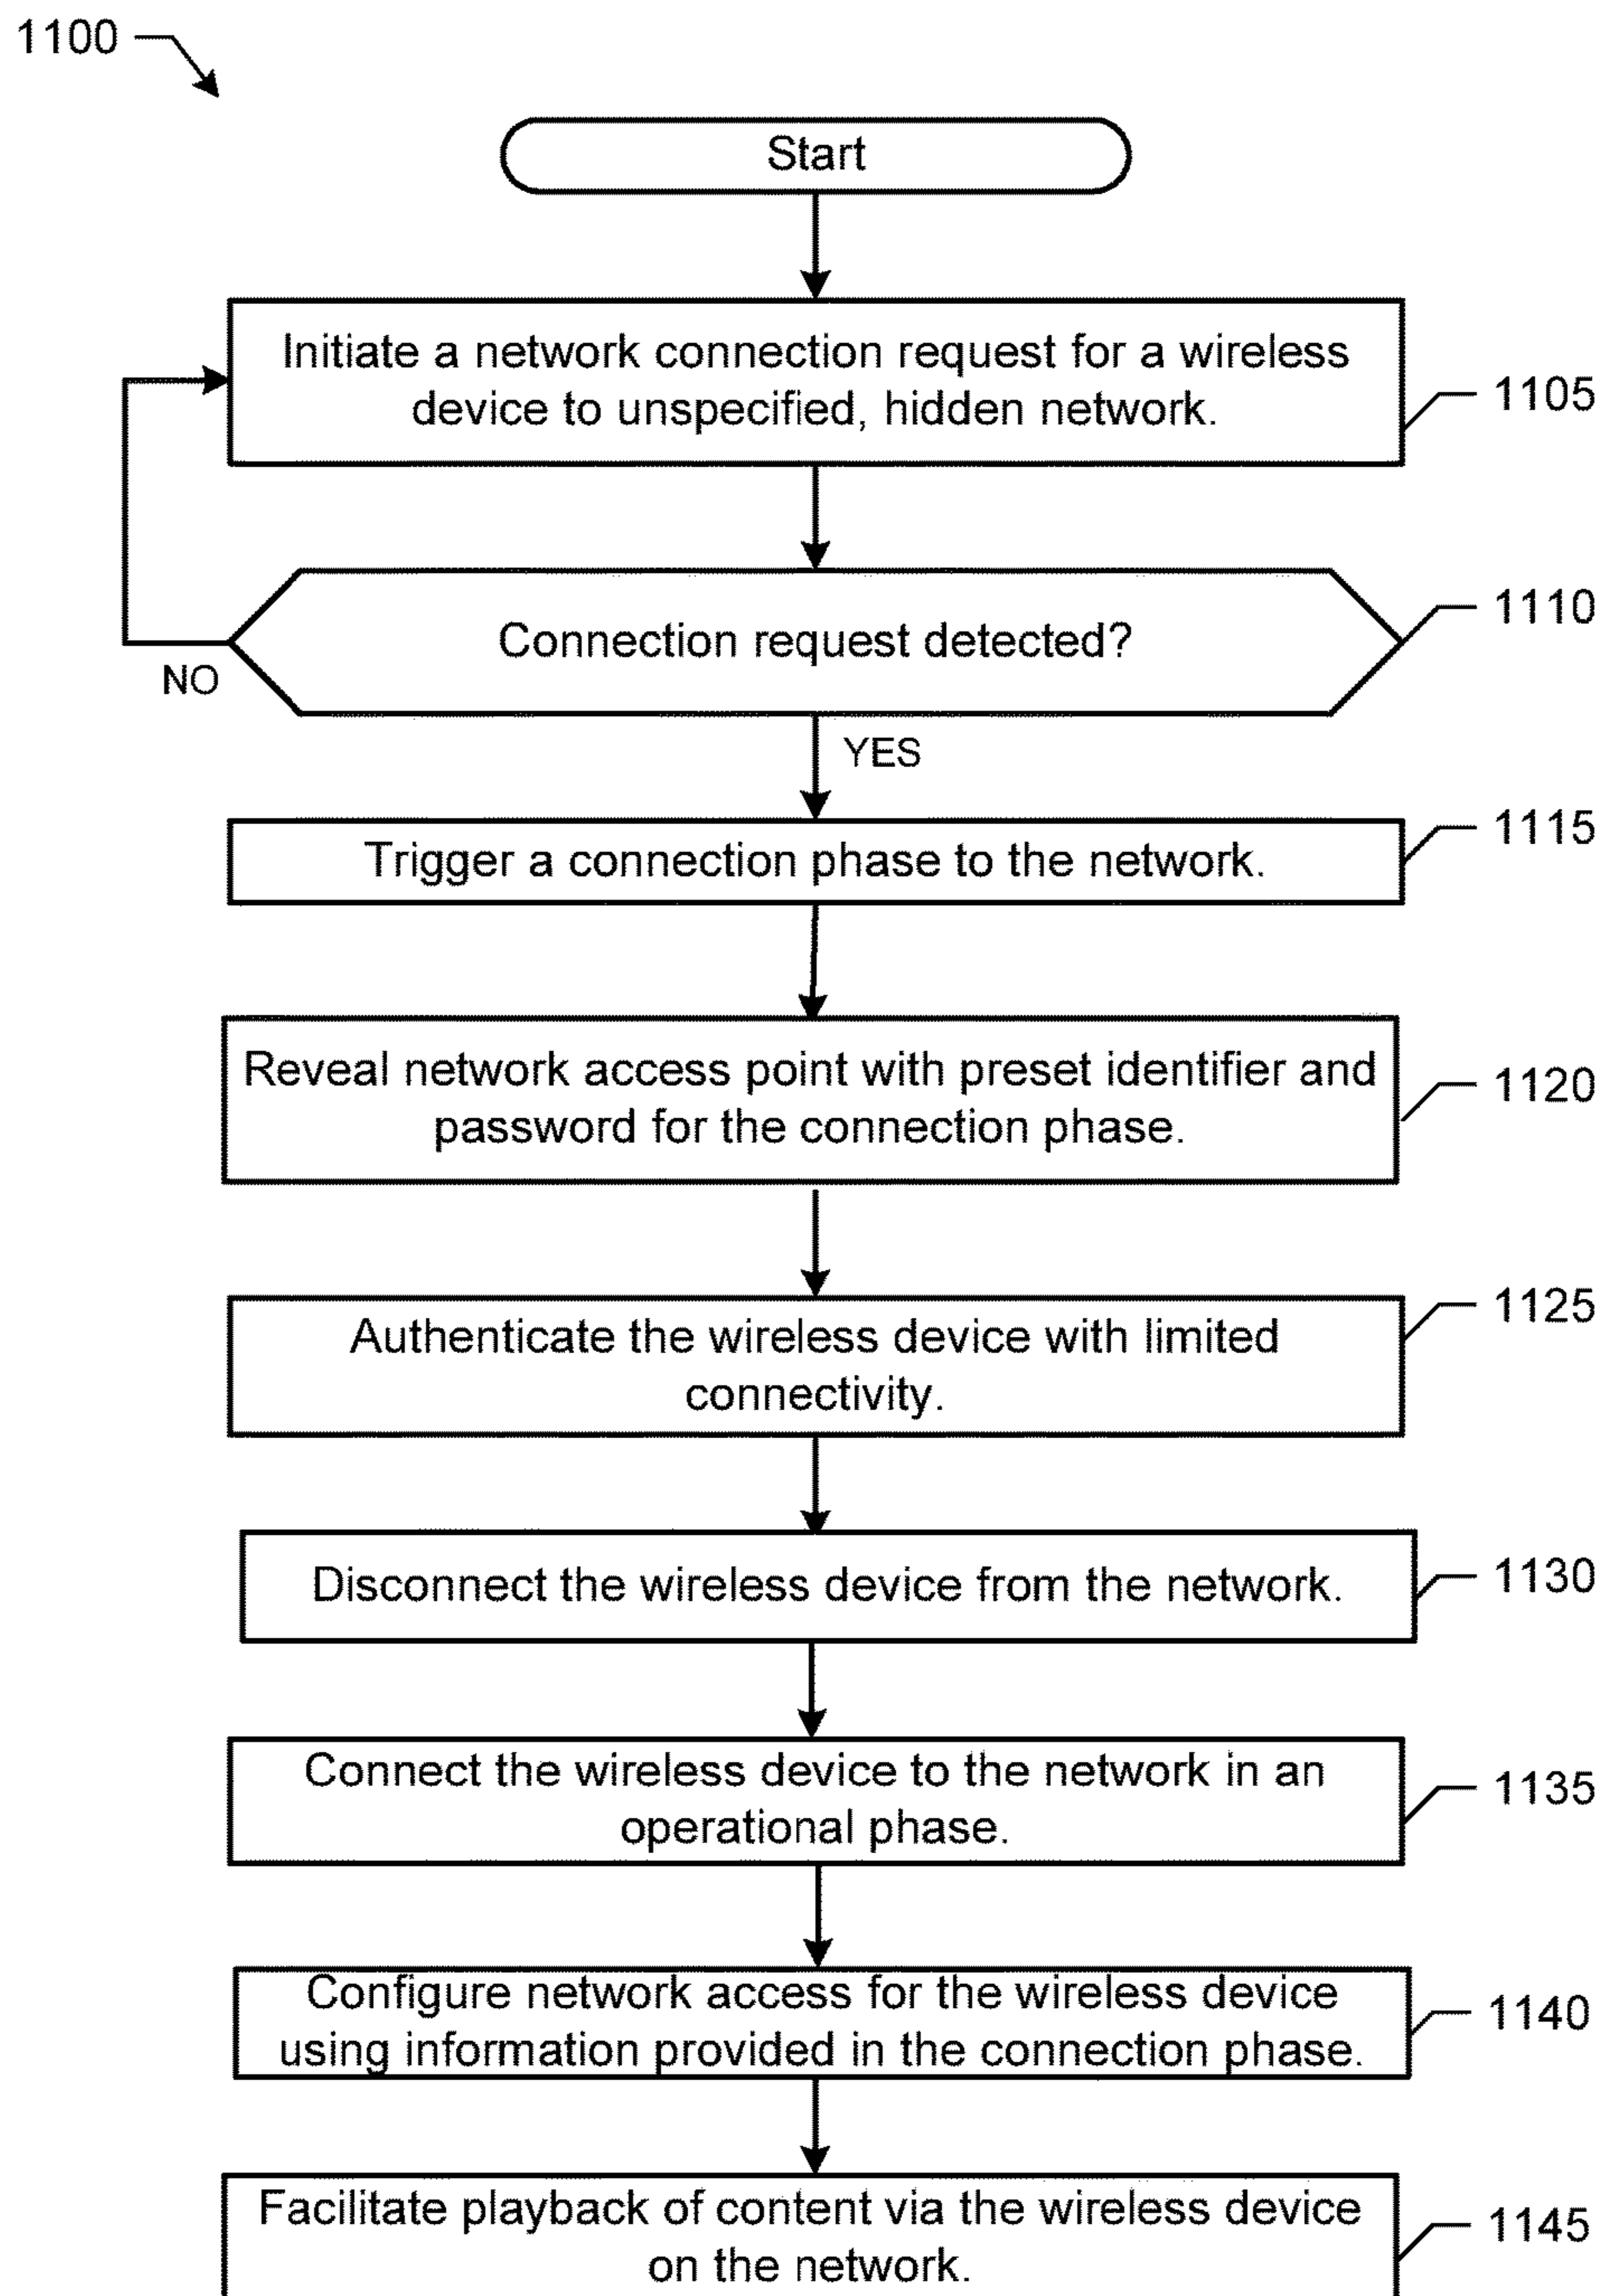 1100
Start
Initiate a network connection request for a wireless
device to unspecified, hidden network.
1105
Connection request detected?
1110
NO
YES
Trigger a connection phase to the network.
1115
Reveal network access point with preset identifier and
password for the connection phase.
1120
Authenticate the wireless device with limited
connectivity.
1125
Disconnect the wireless device from the network.
1130
Connect the wireless device to the network in an
operational phase.
1135
Configure network access for the wireless device
using information provided in the connection phase.
1140
Facilitate playback of content via the wireless device
on the network.
1145